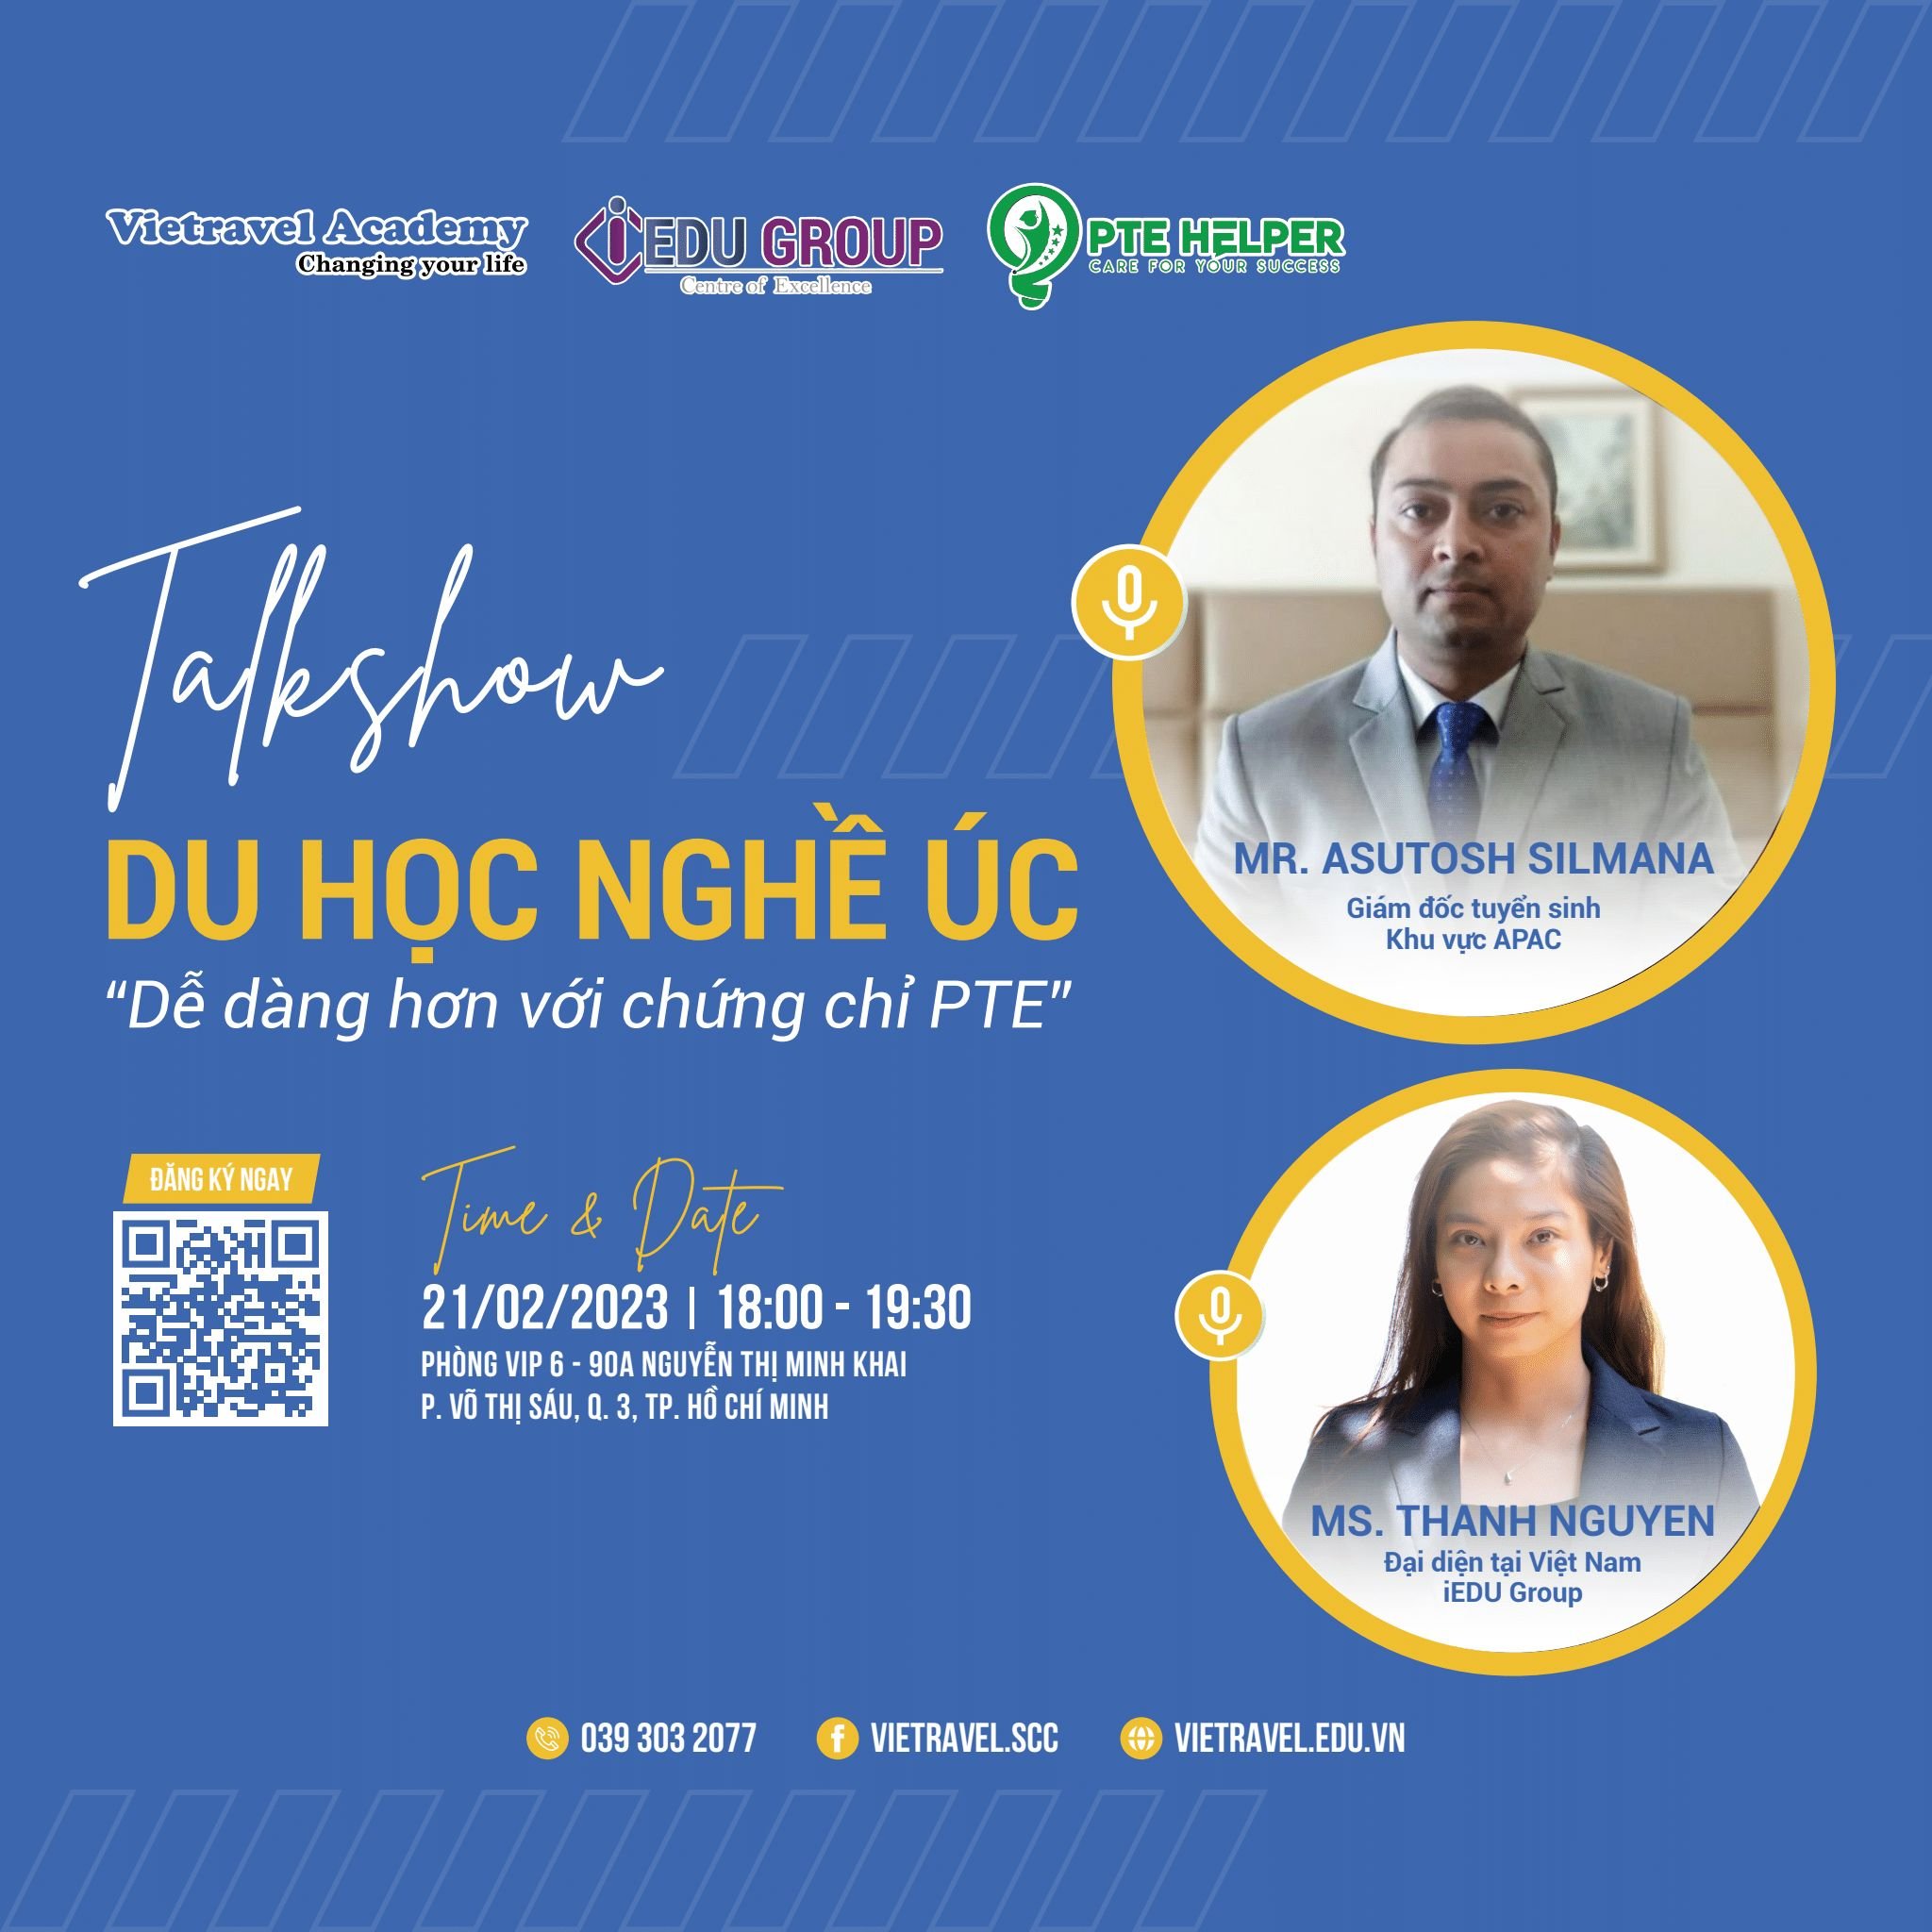 Vietravel Academy
Changing your life
iEDU GROUP
Centre of Excellence
PTE HELPER
CARE FOR YOUR SUCCESS
Talkshow
DU HỌC NGHỀ ÚC
“Dễ dàng hơn với chứng chỉ PTE”
MR. ASUTOSH SILMANA
Giám đốc tuyển sinh
Khu vực APAC
ĐĂNG KÝ NGAY
Time & Date
21/02/2023 | 18:00 - 19:30
PHÒNG VIP 6 - 90A NGUYỄN THỊ MINH KHAI
P. VÕ THỊ SÁU, Q. 3, TP. HỒ CHÍ MINH
MS. THANH NGUYEN
Đại diện tại Việt Nam
iEDU Group
039 303 2077
VIETRAVEL.SCC
VIETRAVEL.EDU.VN